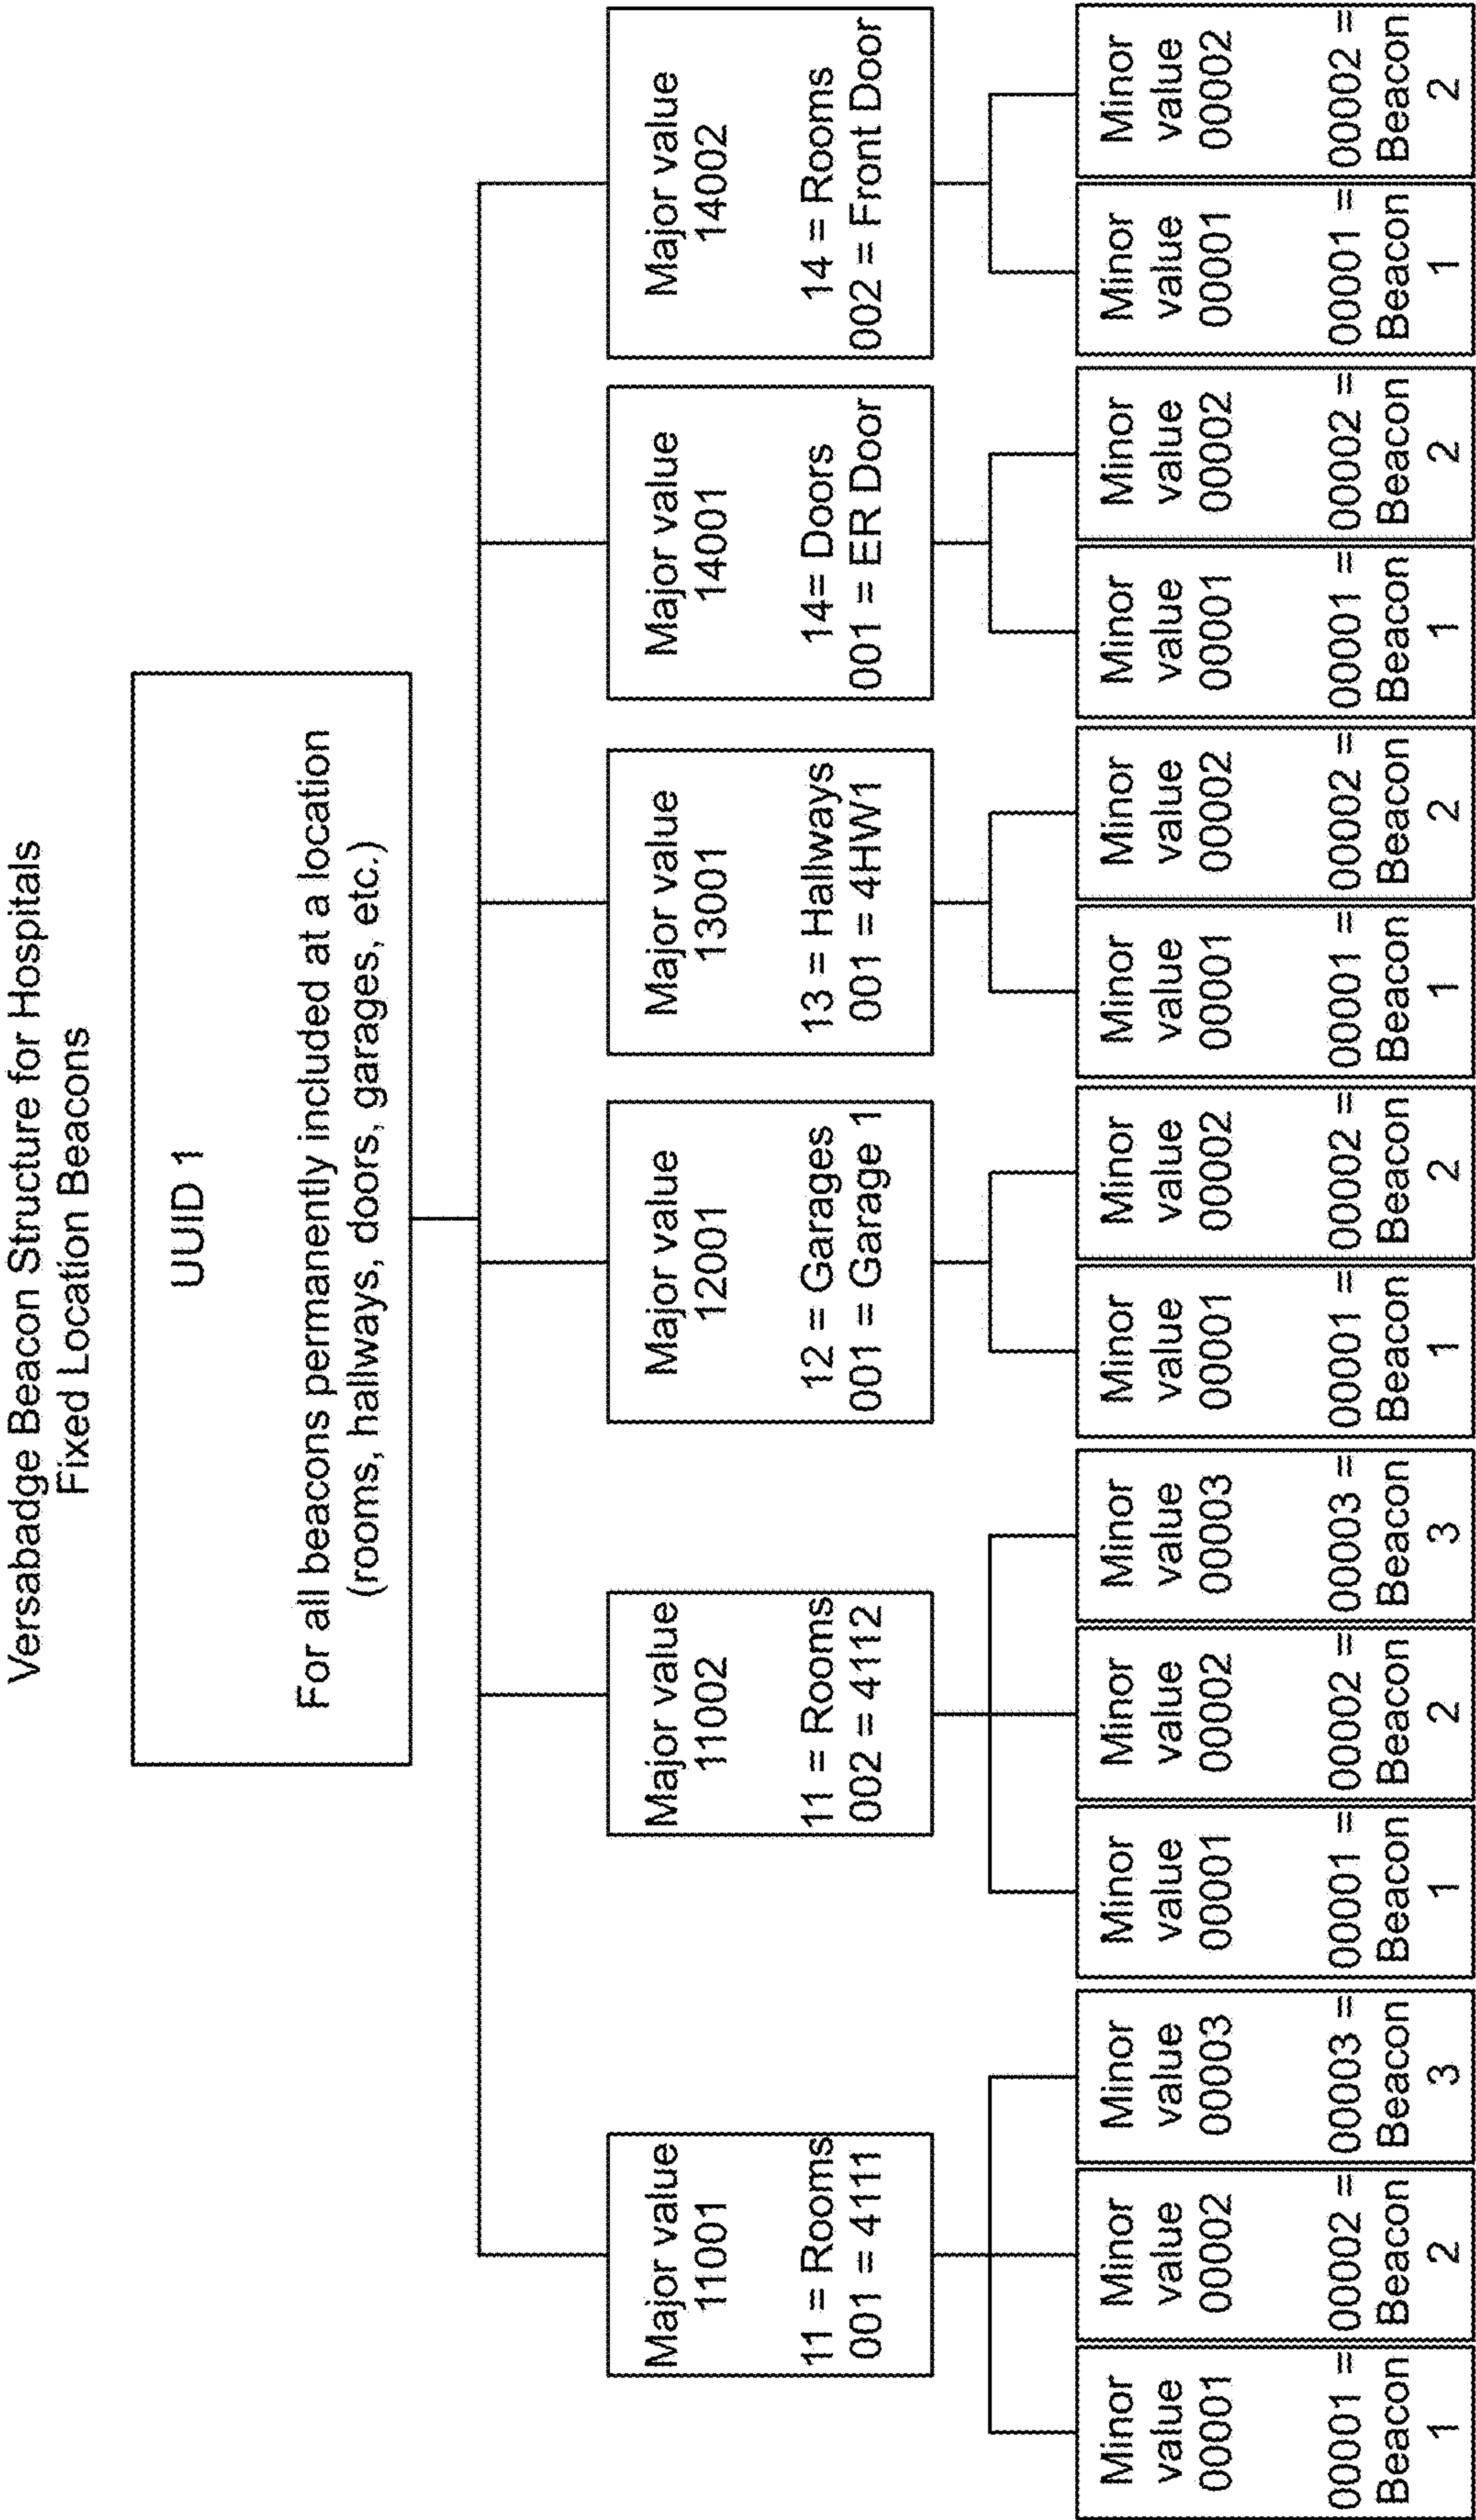 Versabadge Beacon Structure for Hospitals
Fixed Location Beacons
UUID 1
For all beacons permanently included at a location
(rooms, hallways, doors, garages, etc.)
Major value
11001
11 = Rooms
001 = 4111
Major value
11002
11 = Rooms
002 = 4112
Major value
12001
12 = Garages
001 = Garage 1
Major value
13001
13 = Hallways
001 = 4HW1
Major value
14001
14= Doors
001 = ER Door
Major value
14002
14 = Rooms
002 = Front Door
Minor
value
00001
00001 =
Beacon
1
Minor
value
00002
00002 =
Beacon
2
Minor
value
00003
00003 =
Beacon
3
Minor
value
00001
00001 =
Beacon
1
Minor
value
00002
00002 =
Beacon
2
Minor
value
00003
00003 =
Beacon
3
Minor
value
00001
00001 =
Beacon
1
Minor
value
00002
00002 =
Beacon
2
Minor
value
00001
00001 =
Beacon
1
Minor
value
00002
00002 =
Beacon
2
Minor
value
00001
00001 =
Beacon
1
Minor
value
00002
00002 =
Beacon
2
Minor
value
00001
00001 =
Beacon
1
Minor
value
00002
00002 =
Beacon
2